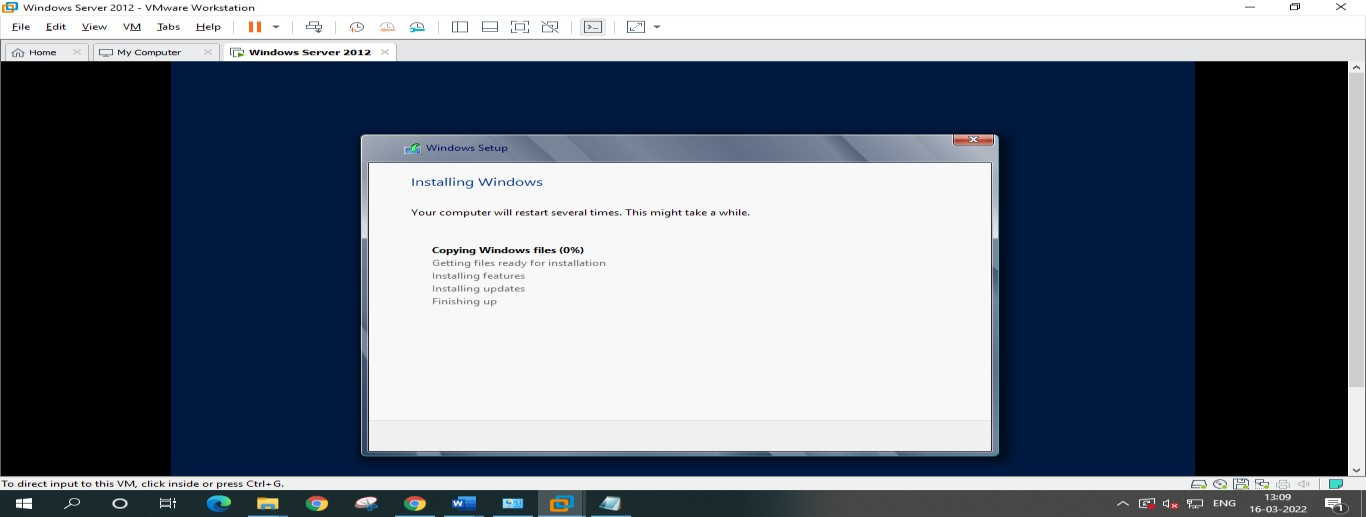 Windows Server 2012 - VMware Workstation
File Edit View VM Tabs Help
Home My Computer Windows Server 2012
Windows Setup
Installing Windows
Your computer will restart several times. This might take a while.
Copying Windows files (0%)
Getting files ready for installation
Installing features
Installing updates
Finishing up
To direct input to this VM, click inside or press Ctrl+G.
ENG
13:09
16-03-2022
1